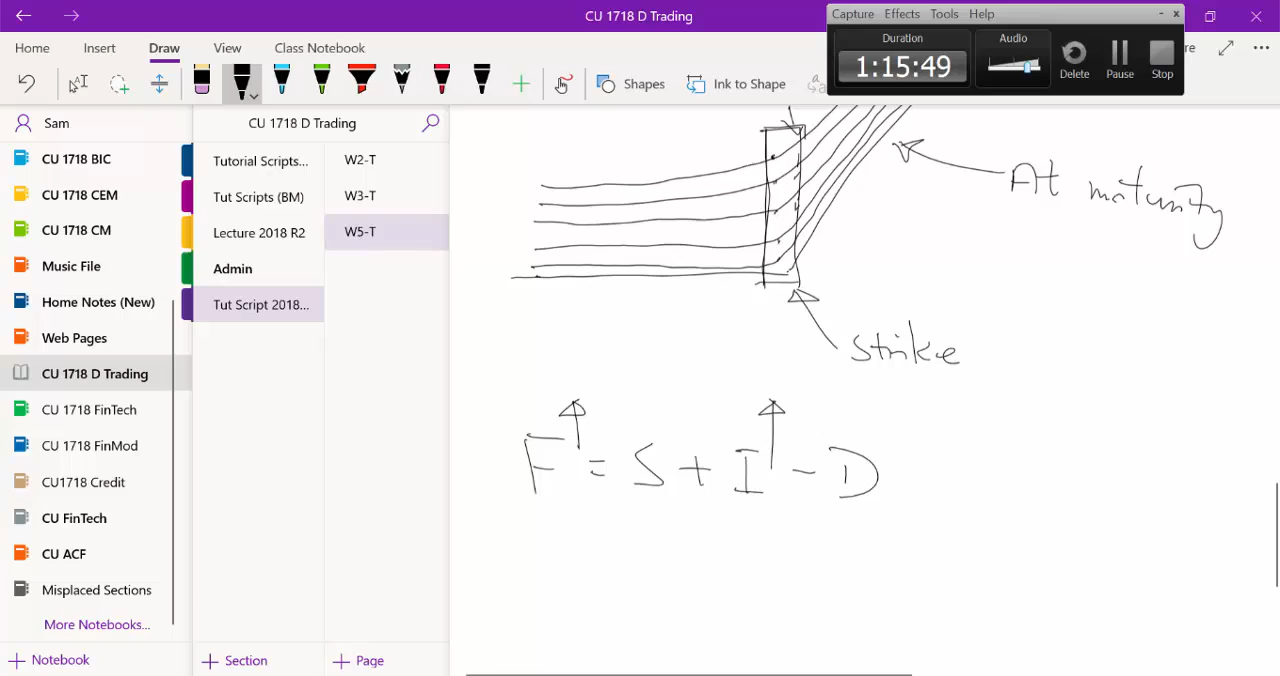 CU 1718 D Trading
Capture Effects Tools Help - x
Duration
1:15:49
Audio
Delete Pause Stop
Home Insert Draw View Class Notebook
Shapes
Ink to Shape
Sam
CU 1718 BIC
CU 1718 CEM
CU 1718 CM
Music File
Home Notes (New)
Web Pages
CU 1718 D Trading
CU 1718 FinTech
CU 1718 FinMod
CU1718 Credit
CU FinTech
CU ACF
Misplaced Sections
More Notebooks...
+ Notebook
CU 1718 D Trading
Tutorial Scripts...
Tut Scripts (BM)
Lecture 2018 R2
Admin
Tut Script 2018...
+ Section
W2-T
W3-T
W5-T
+ Page
At maturity
strike
F = S + I - D